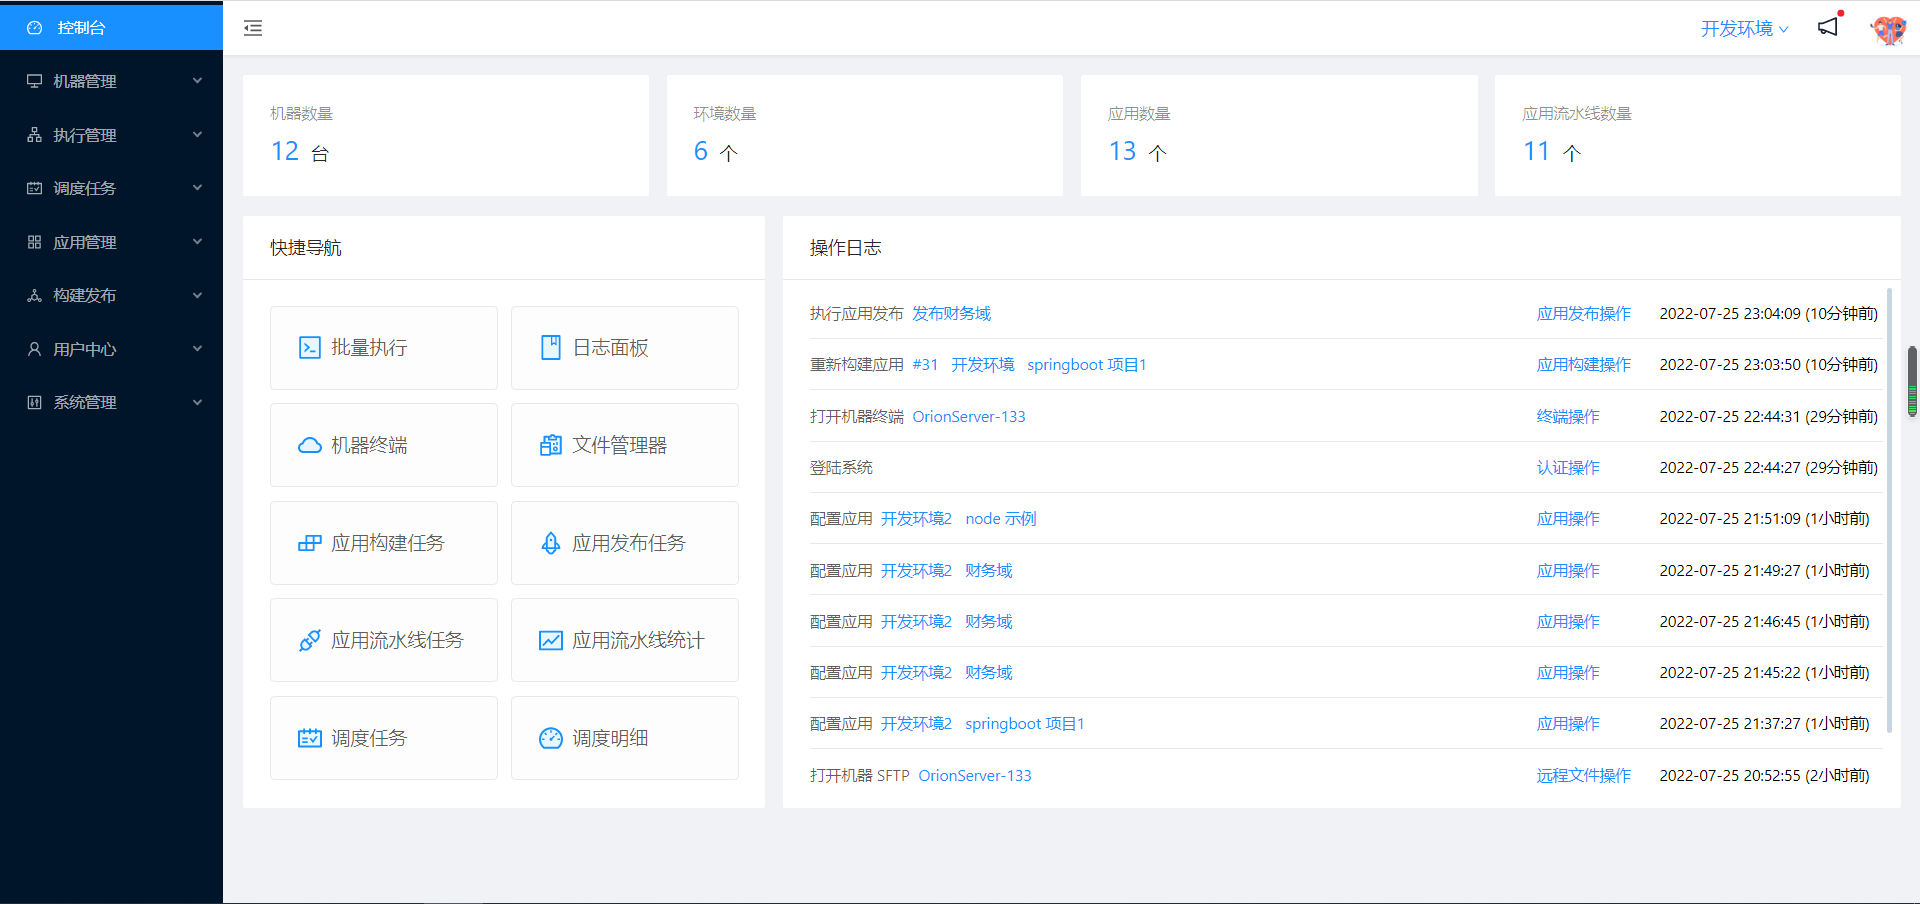 控制台
机器管理
执行管理
调度任务
应用管理
构建发布
用户中心
系统管理
开发环境
机器数量
12 台
环境数量
6 个
应用数量
13 个
应用流水线数量
11 个
快捷导航
批量执行
日志面板
机器终端
文件管理器
应用构建任务
应用发布任务
应用流水线任务
应用流水线统计
调度任务
调度明细
操作日志
执行应用发布 发布财务域 应用发布操作 2022-07-25 23:04:09 (10分钟前)
重新构建应用 #31 开发环境 springboot 项目1 应用构建操作 2022-07-25 23:03:50 (10分钟前)
打开机器终端 OrionServer-133 终端操作 2022-07-25 22:44:31 (29分钟前)
登陆系统 认证操作 2022-07-25 22:44:27 (29分钟前)
配置应用 开发环境2 node 示例 应用操作 2022-07-25 21:51:09 (1小时前)
配置应用 开发环境2 财务域 应用操作 2022-07-25 21:49:27 (1小时前)
配置应用 开发环境2 财务域 应用操作 2022-07-25 21:46:45 (1小时前)
配置应用 开发环境2 财务域 应用操作 2022-07-25 21:45:22 (1小时前)
配置应用 开发环境2 springboot 项目1 应用操作 2022-07-25 21:37:27 (1小时前)
打开机器 SFTP OrionServer-133 远程文件操作 2022-07-25 20:52:55 (2小时前)